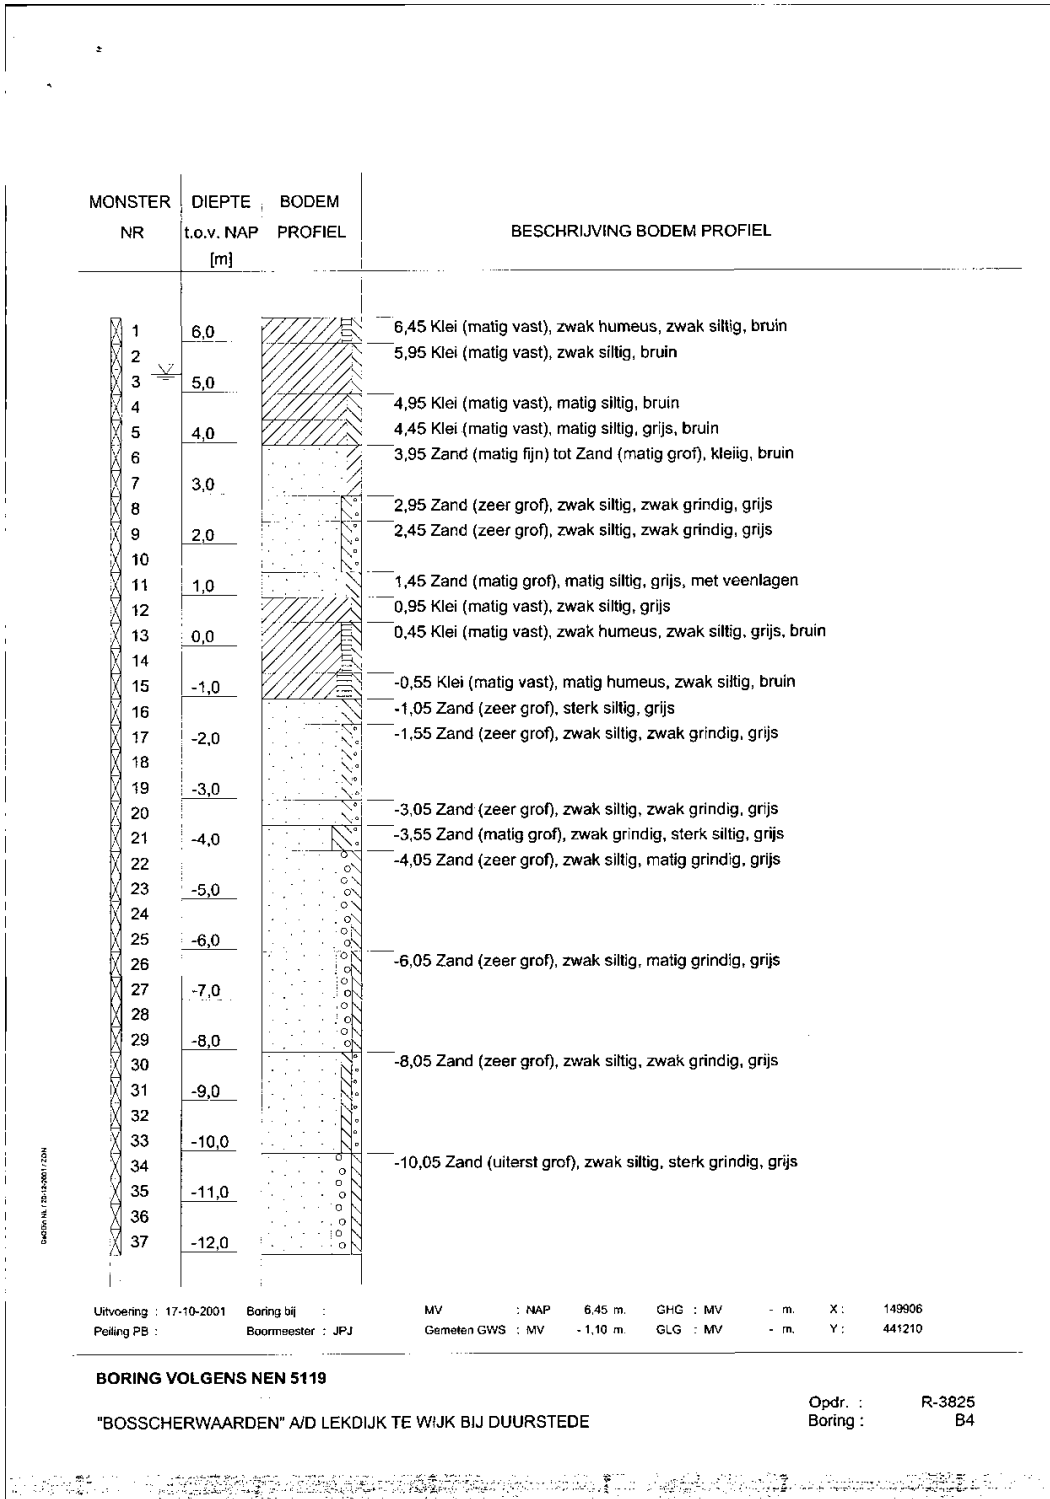 MONSTER DIEPTE BODEM
NR t.o.v. NAP PROFIEL BESCHRIJVING BODEM PROFIEL
[m]
1 6,0 6,45 Klei (matig vast), zwak humeus, zwak siltig, bruin
2 5,95 Klei (matig vast), zwak siltig, bruin
3 5,0
4 4,95 Klei (matig vast), matig siltig, bruin
5 4,0 4,45 Klei (matig vast), matig siltig, grijs, bruin
6 3,95 Zand (matig fijn) tot Zand (matig grof), kleiig, bruin
7 3,0
8 2,95 Zand (zeer grof), zwak siltig, zwak grindig, grijs
9 2,0 2,45 Zand (zeer grof), zwak siltig, zwak grindig, grijs
10
11 1,0 1,45 Zand (matig grof), matig siltig, grijs, met veenlagen
12 0,95 Klei (matig vast), zwak siltig, grijs
13 0,0 0,45 Klei (matig vast), zwak humeus, zwak siltig, grijs, bruin
14
15 -1,0 -0,55 Klei (matig vast), matig humeus, zwak siltig, bruin
16 -1,05 Zand (zeer grof), sterk siltig, grijs
17 -2,0 -1,55 Zand (zeer grof), zwak siltig, zwak grindig, grijs
18
19 -3,0
20 -3,05 Zand (zeer grof), zwak siltig, zwak grindig, grijs
21 -4,0 -3,55 Zand (matig grof), zwak grindig, sterk siltig, grijs
22 -4,05 Zand (zeer grof), zwak siltig, matig grindig, grijs
23 -5,0
24
25 -6,0
26 -6,05 Zand (zeer grof), zwak siltig, matig grindig, grijs
27 -7,0
28
29 -8,0
30 -8,05 Zand (zeer grof), zwak siltig, zwak grindig, grijs
31 -9,0
32
33 -10,0
34 -10,05 Zand (uiterst grof), zwak siltig, sterk grindig, grijs
35 -11,0
36
37 -12,0
Uitvoering : 17-10-2001 Boring bij : MV : NAP 6,45 m. GHG : MV - m. X : 149906
Peiling PB : Boormeester : JPJ Gemeten GWS : MV - 1,10 m. GLG : MV - m. Y : 441210
BORING VOLGENS NEN 5119
Opdr. : R-3825
"BOSSCHERWAARDEN" A/D LEKDIJK TE WIJK BIJ DUURSTEDE Boring : B4